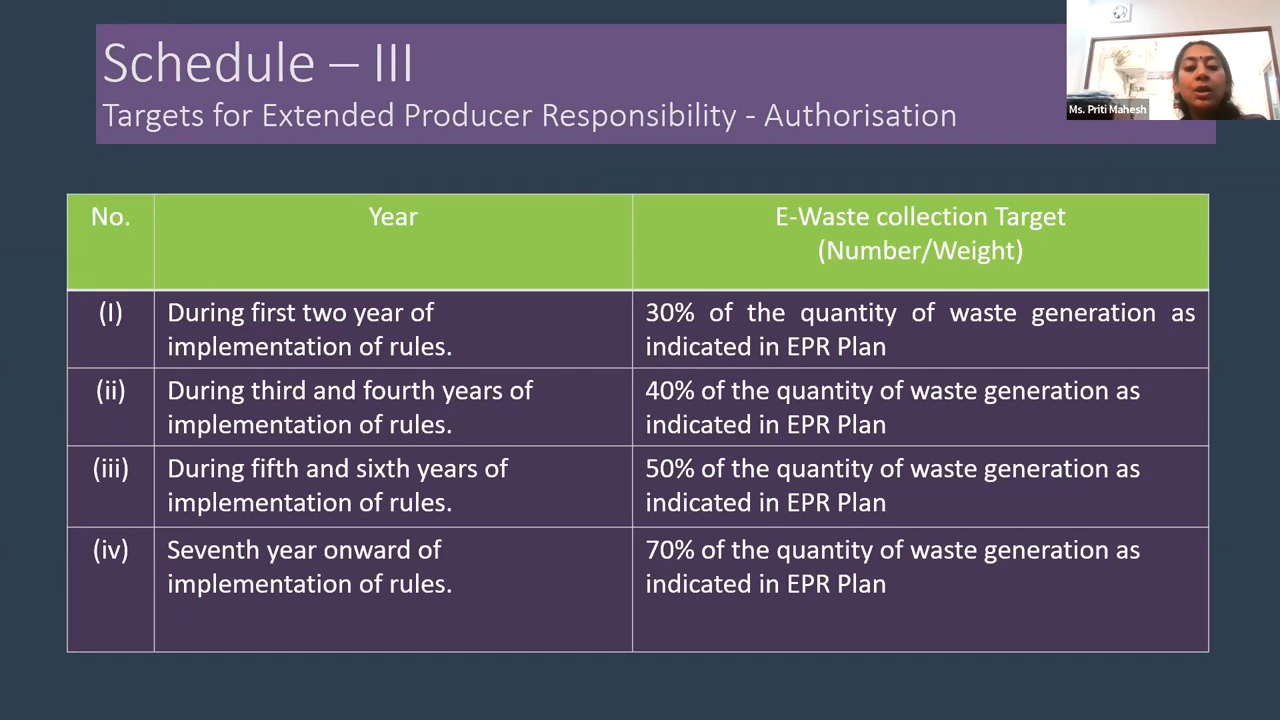 Schedule – III
Targets for Extended Producer Responsibility - Authorisation
Ms. Priti Mahesh
No.
Year
E-Waste collection Target
(Number/Weight)
(I)
During first two year of
implementation of rules.
30% of the quantity of waste generation as
indicated in EPR Plan
(ii)
During third and fourth years of
implementation of rules.
40% of the quantity of waste generation as
indicated in EPR Plan
(iii)
During fifth and sixth years of
implementation of rules.
50% of the quantity of waste generation as
indicated in EPR Plan
(iv)
Seventh year onward of
implementation of rules.
70% of the quantity of waste generation as
indicated in EPR Plan